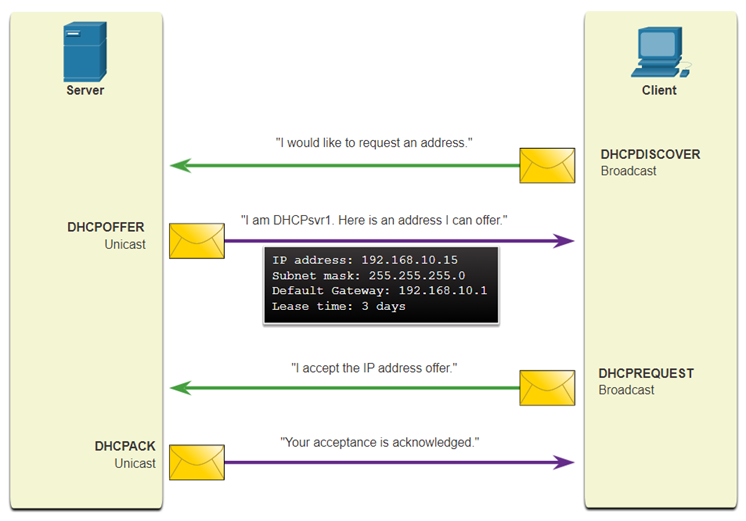 Server
Client
"I would like to request an address."
DHCPDISCOVER
Broadcast
DHCPOFFER
Unicast
"I am DHCPsvr1. Here is an address I can offer."
IP address: 192.168.10.15
Subnet mask: 255.255.255.0
Default Gateway: 192.168.10.1
Lease time: 3 days
"I accept the IP address offer."
DHCPREQUEST
Broadcast
DHCPACK
Unicast
"Your acceptance is acknowledged."